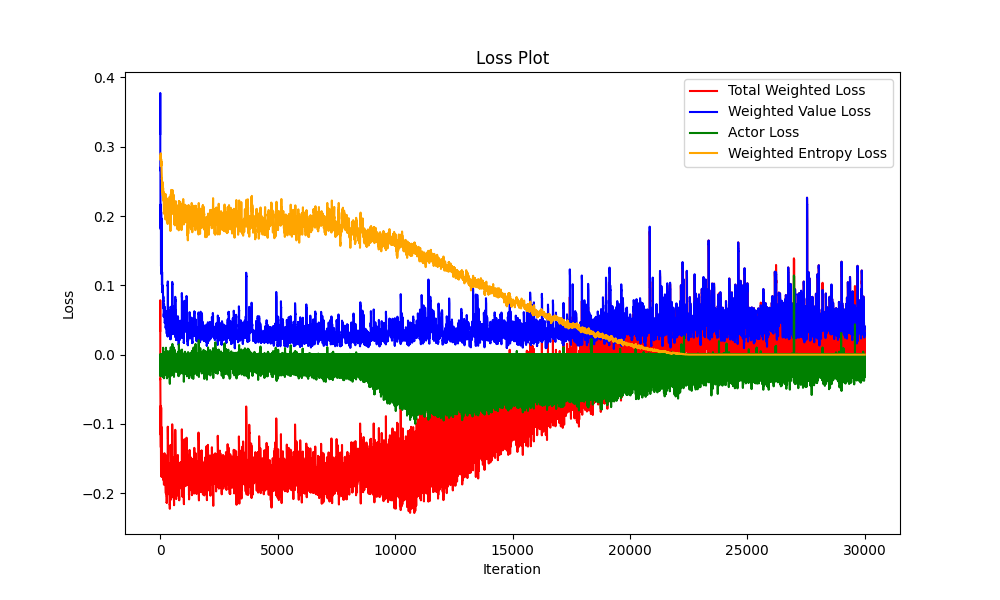 Loss Plot
Total Weighted Loss
Weighted Value Loss
Actor Loss
Weighted Entropy Loss
0.4
0.3
0.2
0.1
0.0
−0.1
−0.2
Loss
0 5000 10000 15000 20000 25000 30000
Iteration